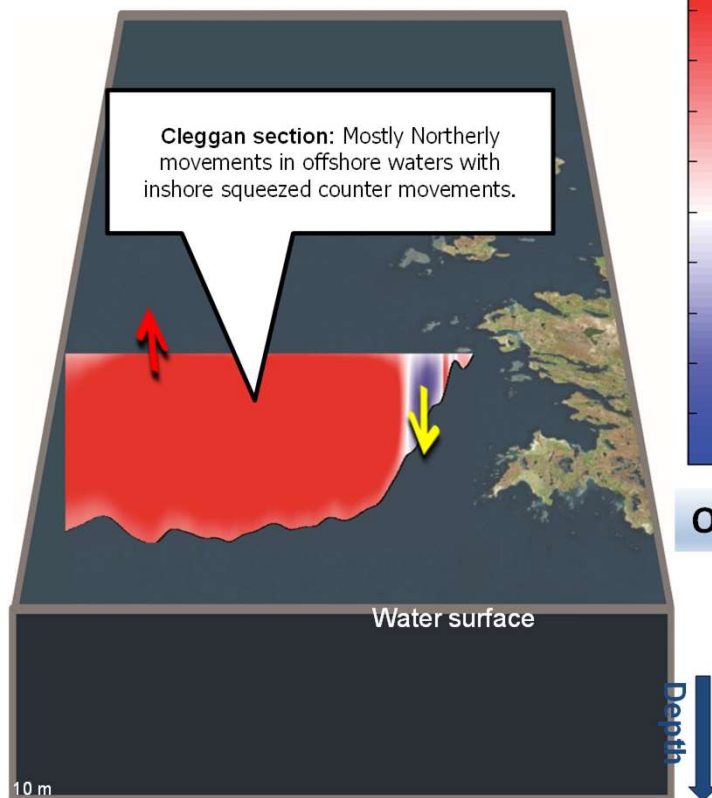 Cleggan section: Mostly Northerly
movements in offshore waters with
inshore squeezed counter movements.
Water surface
Depth
10 m